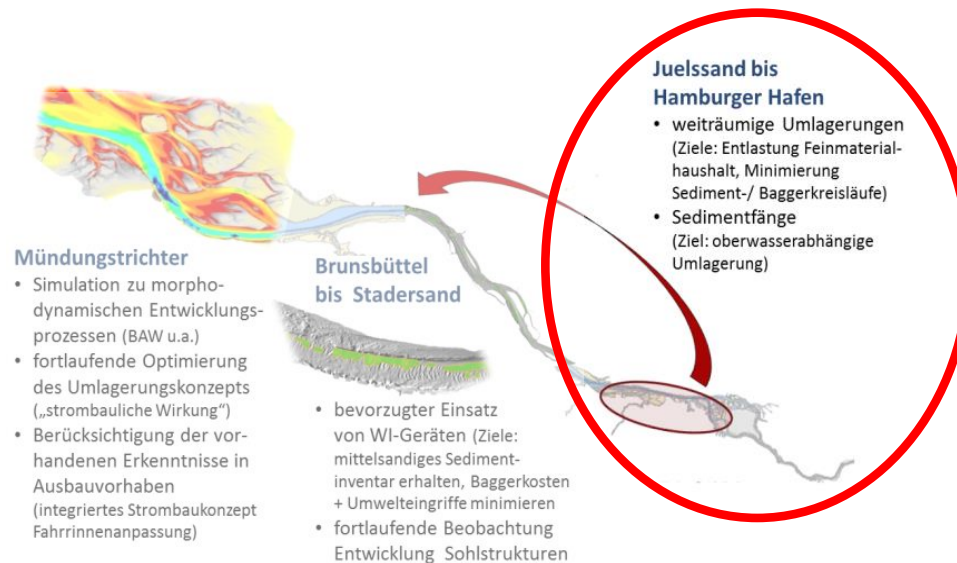 Juelssand bis
Hamburger Hafen
• weiträumige Umlagerungen
(Ziele: Entlastung Feinmaterial-
haushalt, Minimierung
Sediment-/ Baggerkreisläufe)
• Sedimentfänge
(Ziel: oberwasserabhängige
Umlagerung)
Mündungstrichter
• Simulation zu morpho-
dynamischen Entwicklungs-
prozessen (BAW u.a.)
• fortlaufende Optimierung
des Umlagerungskonzepts
(„strombauliche Wirkung“)
• Berücksichtigung der vor-
handenen Erkenntnisse in
Ausbauvorhaben
(integriertes Strombaukonzept
Fahrrinnenanpassung)
Brunsbüttel
bis Stadersand
• bevorzugter Einsatz
von WI-Geräten (Ziele:
mittelsandiges Sediment-
inventar erhalten, Baggerkosten
+ Umwelteingriffe minimieren
• fortlaufende Beobachtung
Entwicklung Sohlstrukturen